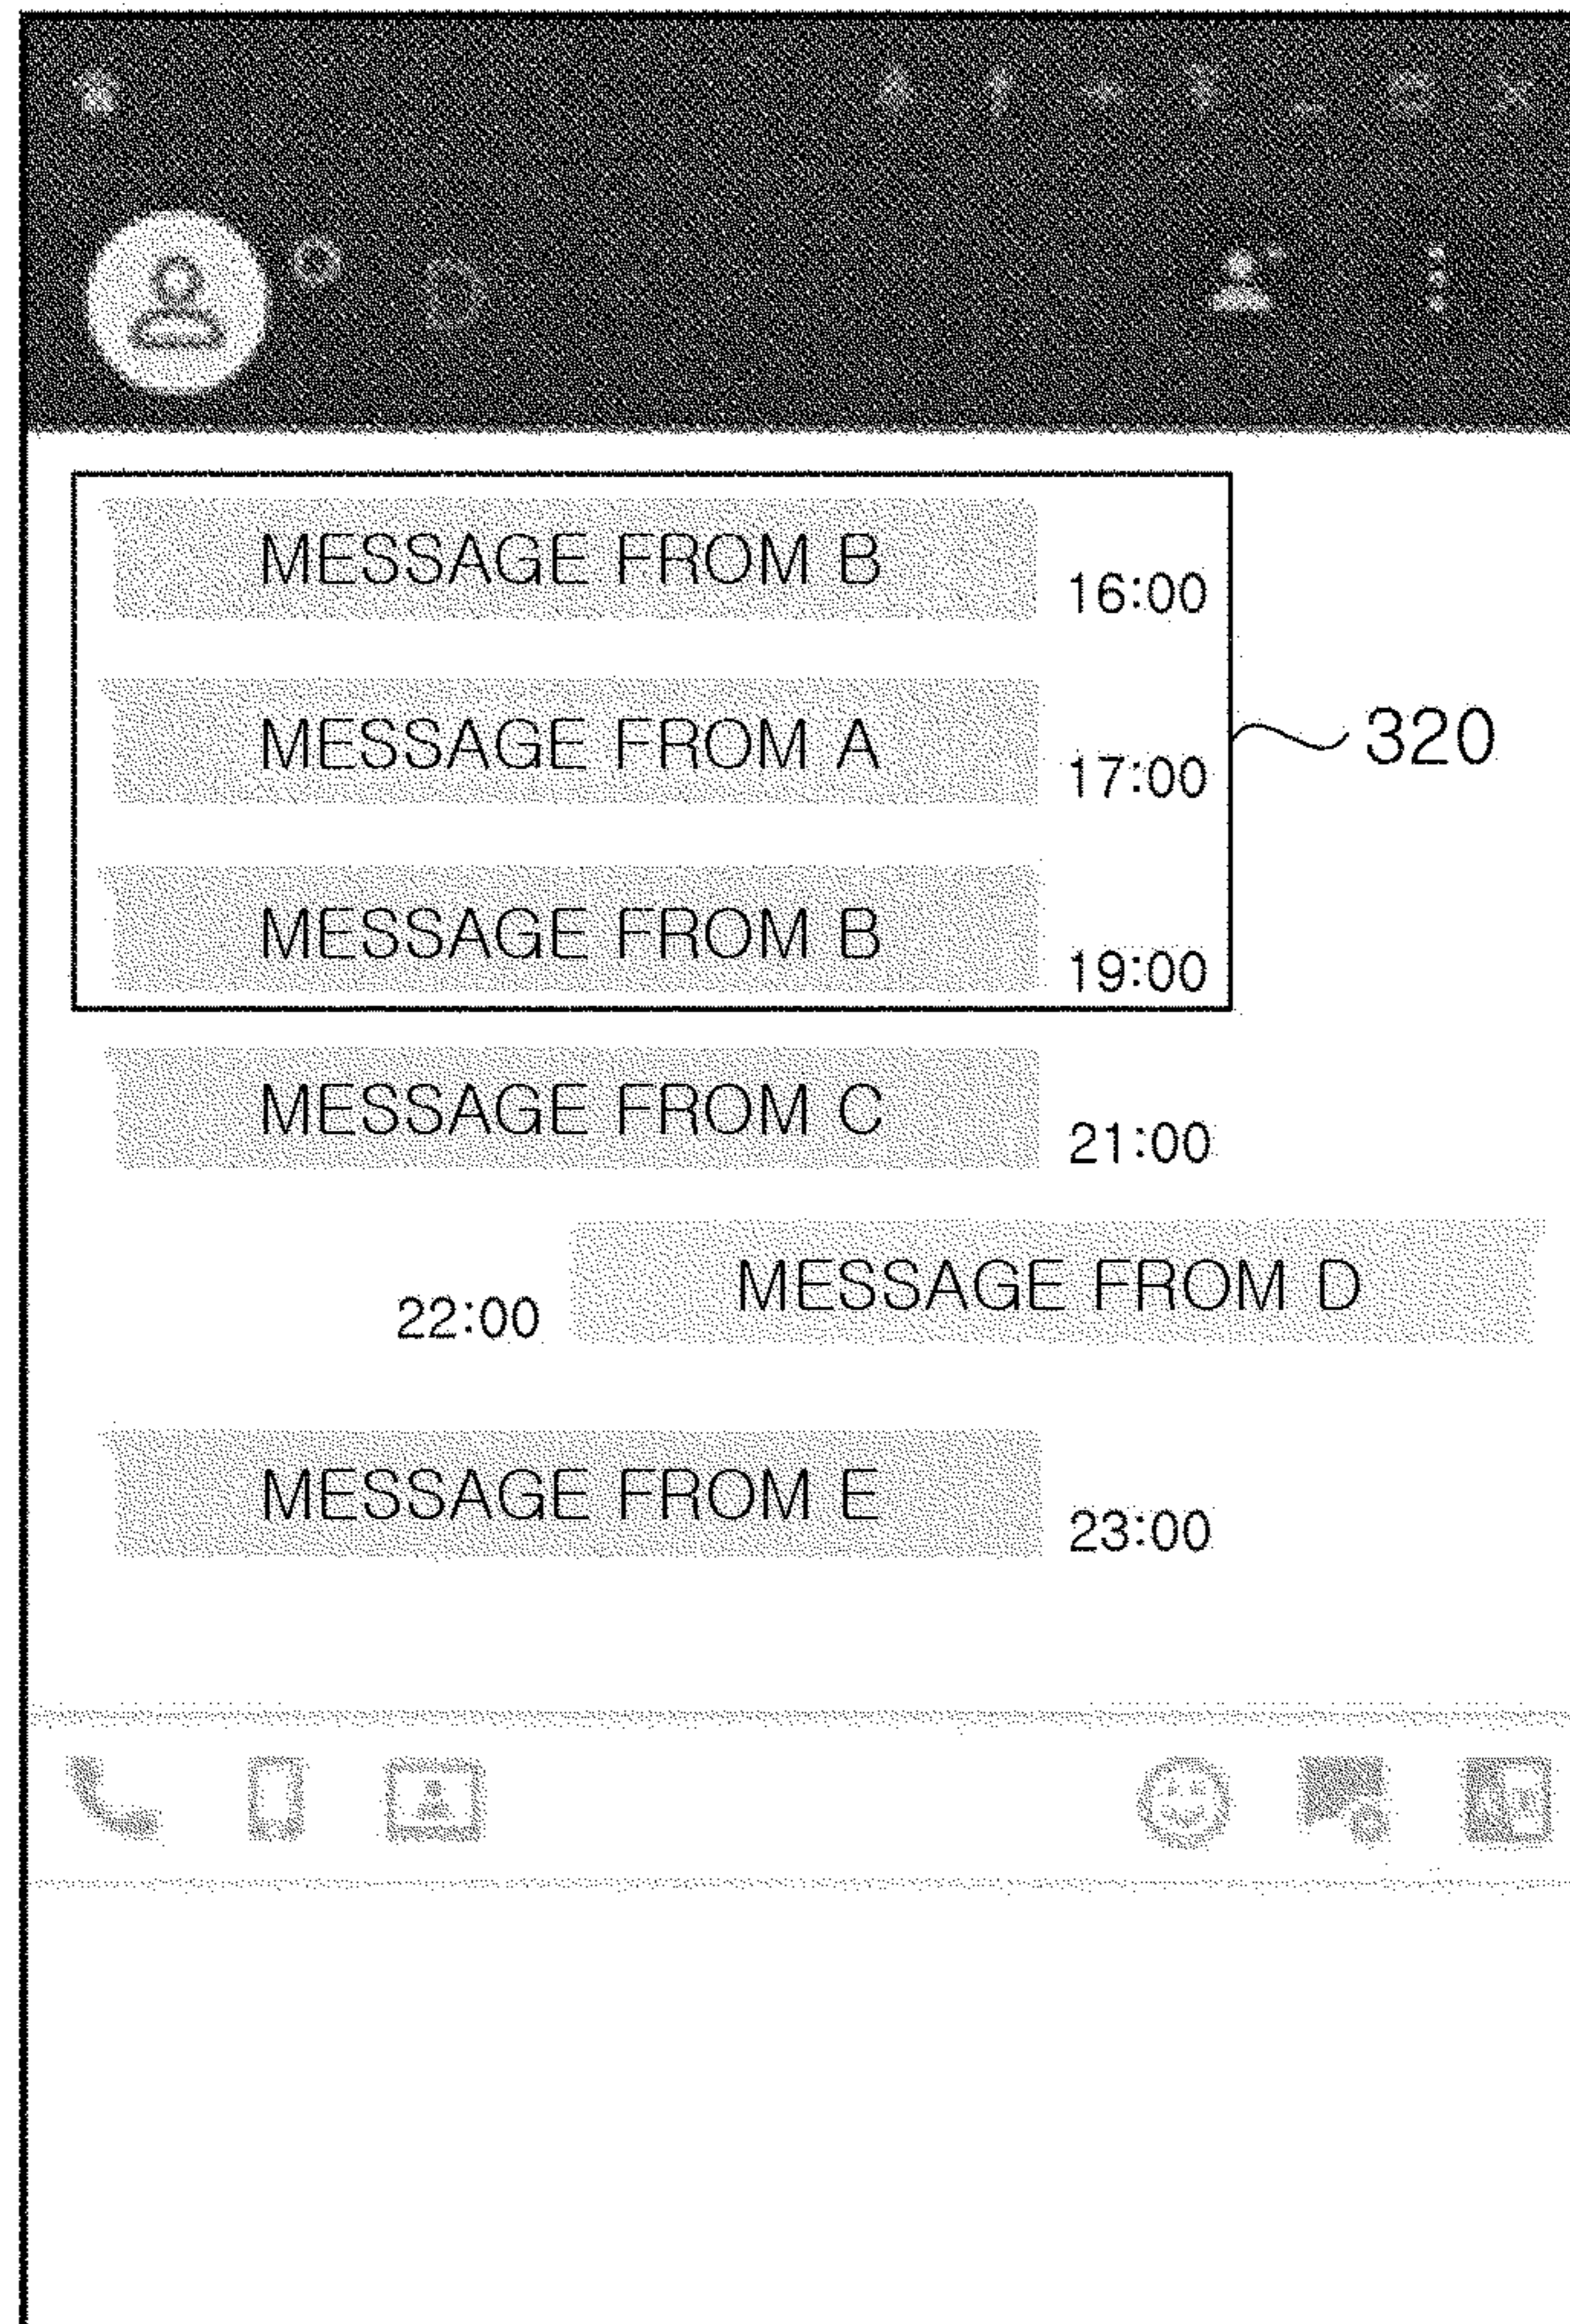 D
MESSAGE FROM B
16:00
MESSAGE FROM A
17:00
320
MESSAGE FROM B
19:00
MESSAGE FROM C
21:00
MESSAGE FROM D
22:00
MESSAGE FROM E
23:00